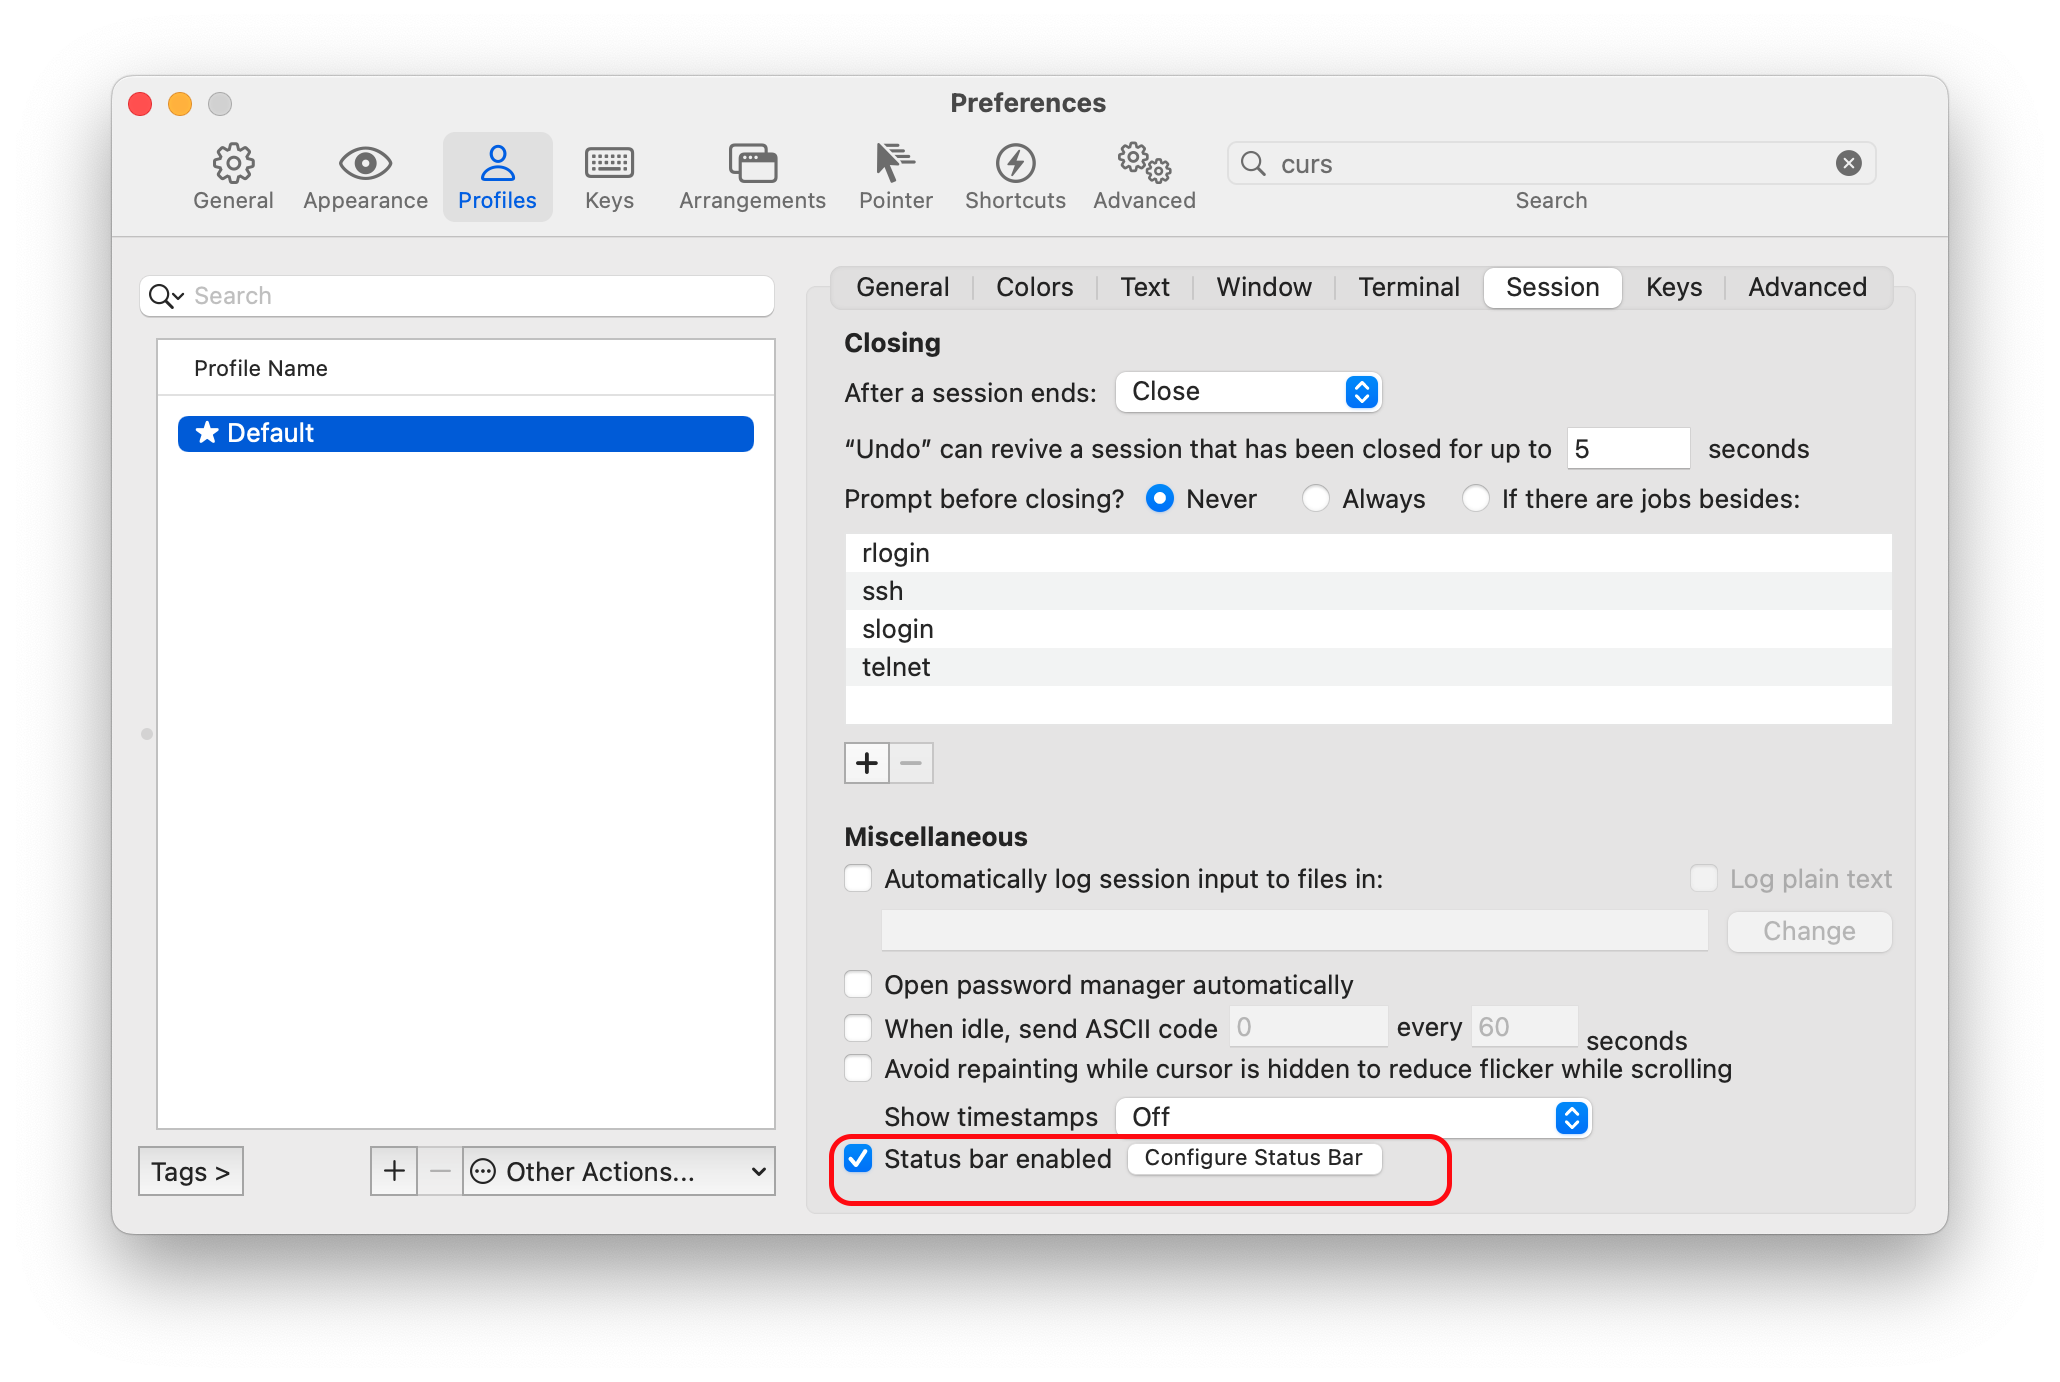 Preferences
General Appearance Profiles Keys Arrangements Pointer Shortcuts Advanced
curs
Search
Search
Profile Name
Default
Tags >
Other Actions...
General Colors Text Window Terminal Session Keys Advanced
Closing
After a session ends: Close
“Undo” can revive a session that has been closed for up to 5 seconds
Prompt before closing? Never Always If there are jobs besides:
rlogin
ssh
slogin
telnet
Miscellaneous
Automatically log session input to files in: Log plain text
Change
Open password manager automatically
When idle, send ASCII code 0 every 60 seconds
Avoid repainting while cursor is hidden to reduce flicker while scrolling
Show timestamps Off
Status bar enabled Configure Status Bar